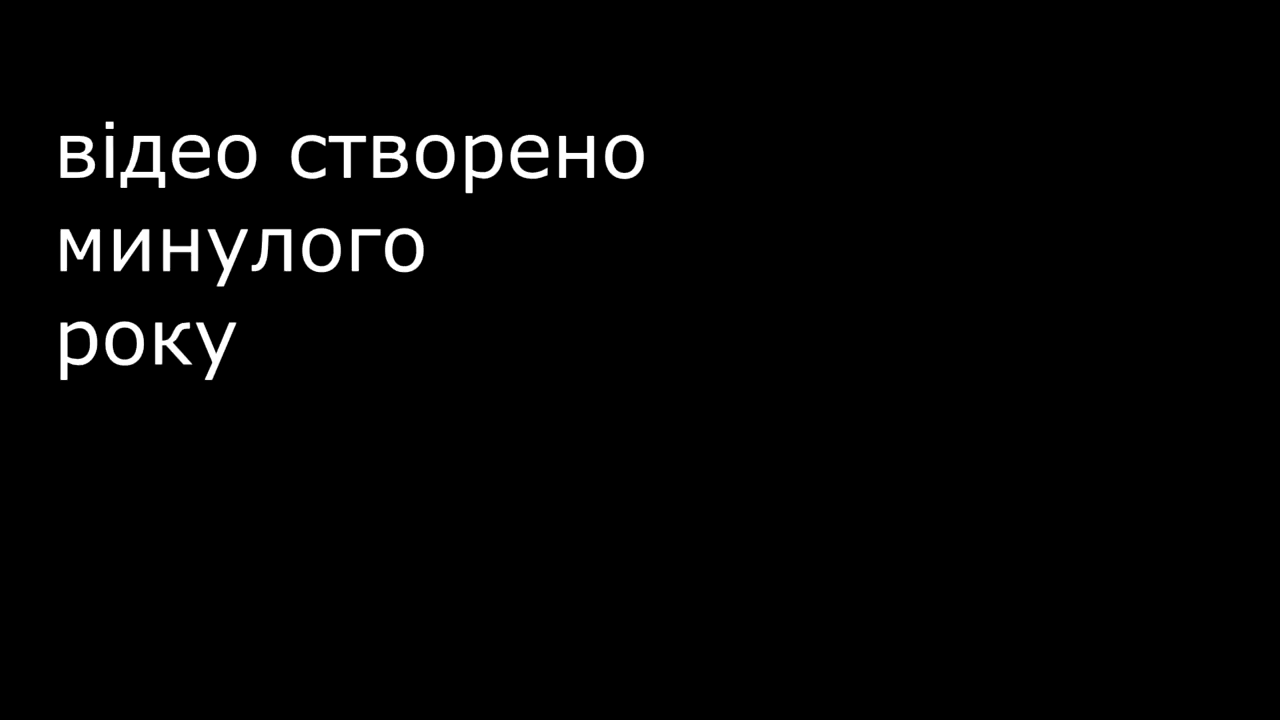 відео створено
минулого
року